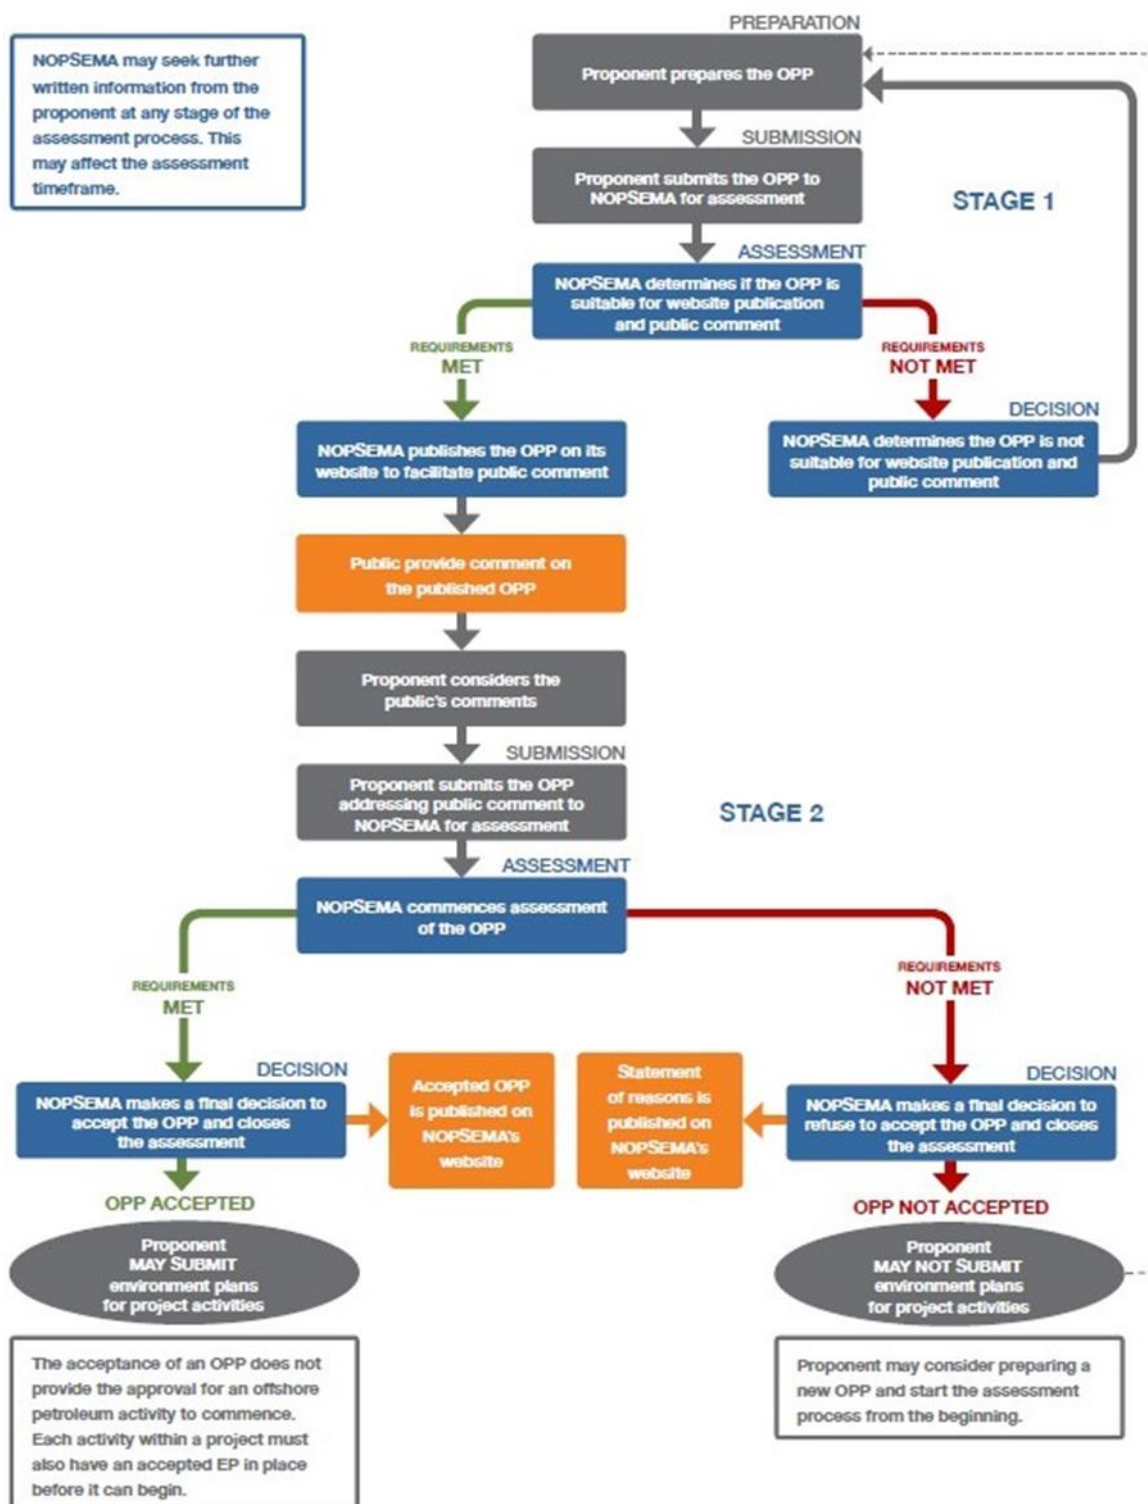 PREPARATION
NOPSEMA may seek further
written information from the
proponent at any stage of the
assessment process. This
may affect the assessment
timeframe.
Proponent prepares the OPP
SUBMISSION
Proponent submits the OPP to
NOPSEMA for assessment
STAGE 1
ASSESSMENT
NOPSEMA determines if the OPP is
suitable for website publication
and public comment
REQUIREMENTS
MET
REQUIREMENTS
NOT MET
DECISION
NOPSEMA publishes the OPP on its
website to facilitate public comment
NOPSEMA determines the OPP is not
suitable for website publication and
public comment
Public provide comment on
the published OPP
Proponent considers the
public's comments
SUBMISSION
Proponent submits the OPP
addressing public comment to
NOPSEMA for assessment
STAGE 2
ASSESSMENT
NOPSEMA commences assessment
of the OPP
REQUIREMENTS
MET
REQUIREMENTS
NOT MET
DECISION
NOPSEMA makes a final decision to
accept the OPP and closes
the assessment
Accepted OPP
is published on
NOPSEMA's
website
Statement
of reasons is
published on
NOPSEMA's
website
DECISION
NOPSEMA makes a final decision to
refuse to accept the OPP and closes
the assessment
OPP ACCEPTED
Proponent
MAY SUBMIT
environment plans
for project activities
OPP NOT ACCEPTED
Proponent
MAY NOT SUBMIT
environment plans
for project activities
The acceptance of an OPP does not
provide the approval for an offshore
petroleum activity to commence.
Each activity within a project must
also have an accepted EP in place
before it can begin.
Proponent may consider preparing a
new OPP and start the assessment
process from the beginning.